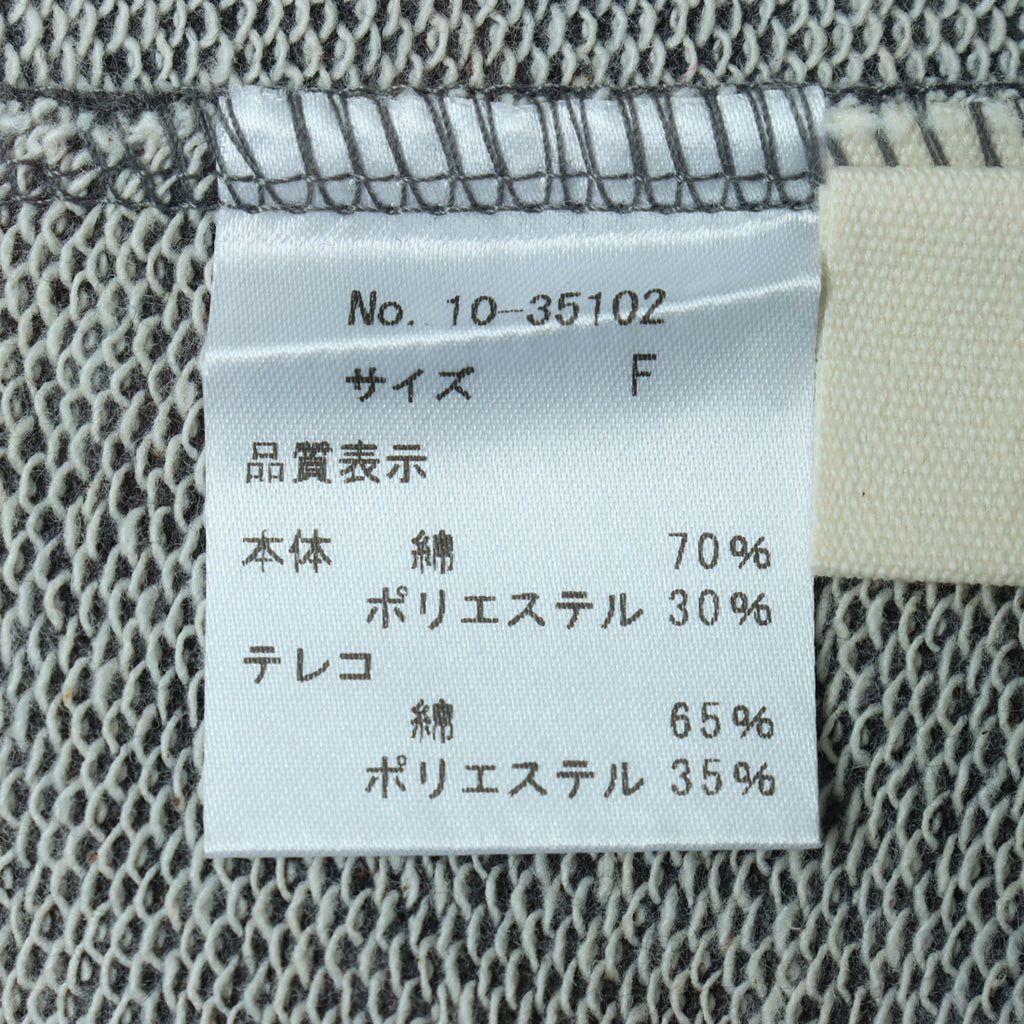 No. 10-35102
サイズ F
品質表示
本体 綿 70%
ポリエステル 30%
テレコ
綿 65%
ポリエステル 35%